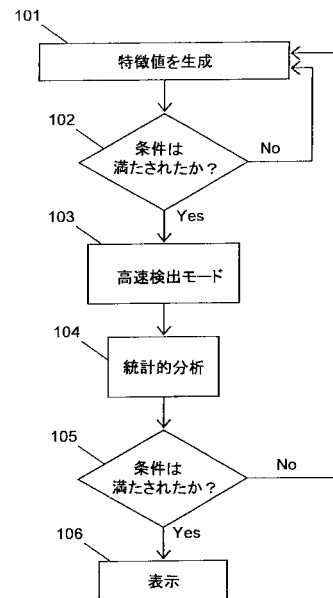 101
特徴値を生成
102
条件は
満たされたか？
No
Yes
103
高速検出モード
104
統計的分析
105
条件は
満たされたか？
No
Yes
106
表示